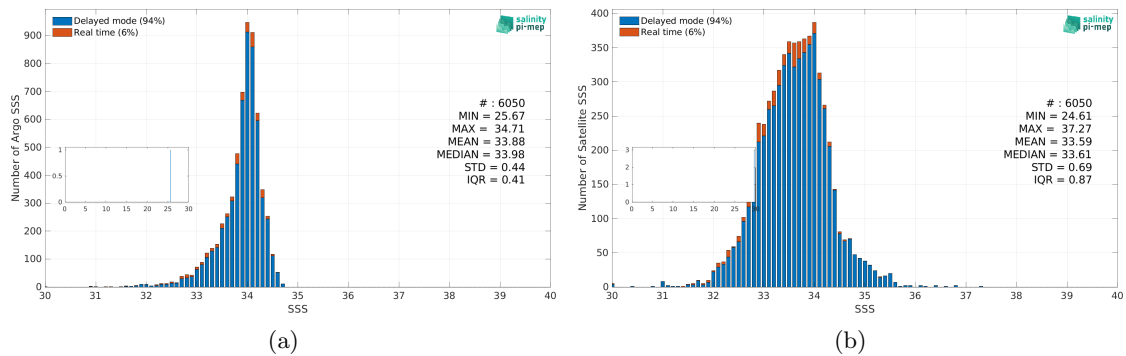 Delayed mode (94%)
Real time (6%)
salinity
pi-mep
Number of Argo SSS
900
800
700
600
500
400
300
200
100
0
# : 6050
MIN = 25.67
MAX = 34.71
MEAN = 33.88
MEDIAN = 33.98
STD = 0.44
IQR = 0.41
1
0.5
0
0 5 10 15 20 25 30
30 31 32 33 34 35 36 37 38 39 40
SSS
(a)
Delayed mode (94%)
Real time (6%)
salinity
pi-mep
Number of Satellite SSS
400
350
300
250
200
150
100
50
0
# : 6050
MIN = 24.61
MAX = 37.27
MEAN = 33.59
MEDIAN = 33.61
STD = 0.69
IQR = 0.87
3
2
1
0
0 5 10 15 20 25 30
30 31 32 33 34 35 36 37 38 39 40
SSS
(b)